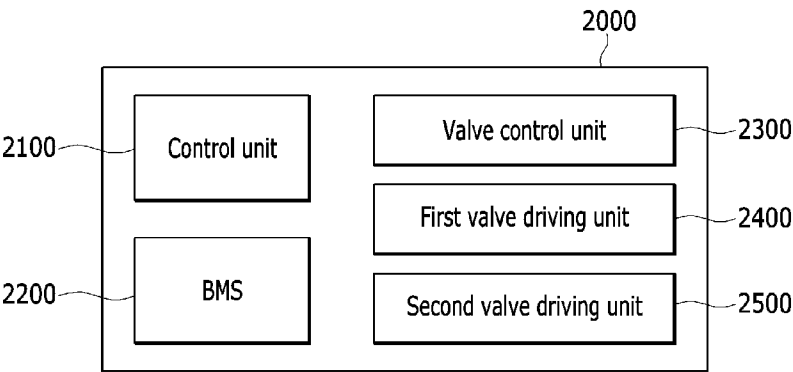 2000
2100
Control unit
Valve control unit
2300
First valve driving unit
2400
2200
BMS
Second valve driving unit
2500